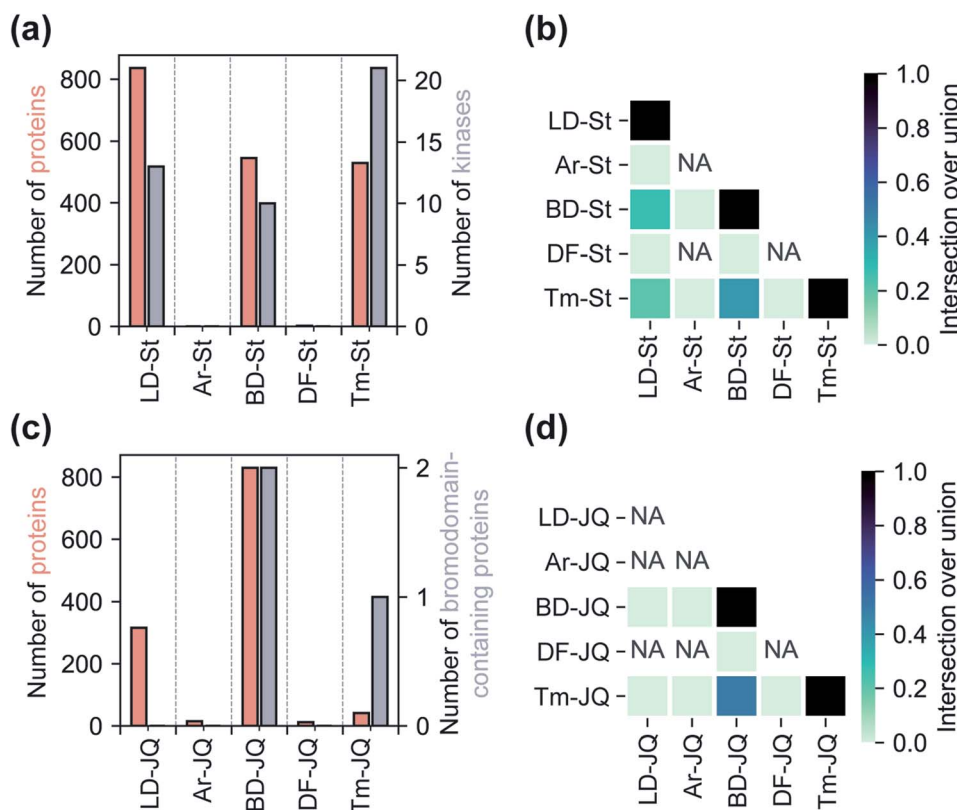 (a)
Number of proteins
800
600
400
200
0
20
15
10
5
0
Number of kinases
LD-St
Ar-St
BD-St
DF-St
Tm-St
(b)
LD-St
Ar-St NA
BD-St
DF-St NA NA
Tm-St
LD-St
Ar-St
BD-St
DF-St
Tm-St
1.0
0.8
0.6
0.4
0.2
0.0
Intersection over union
(c)
Number of proteins
800
600
400
200
0
2
1
0
Number of bromodomain-
containing proteins
LD-JQ
Ar-JQ
BD-JQ
DF-JQ
Tm-JQ
(d)
LD-JQ NA
Ar-JQ NA NA
BD-JQ
DF-JQ NA NA NA
Tm-JQ
LD-JQ
Ar-JQ
BD-JQ
DF-JQ
Tm-JQ
1.0
0.8
0.6
0.4
0.2
0.0
Intersection over union